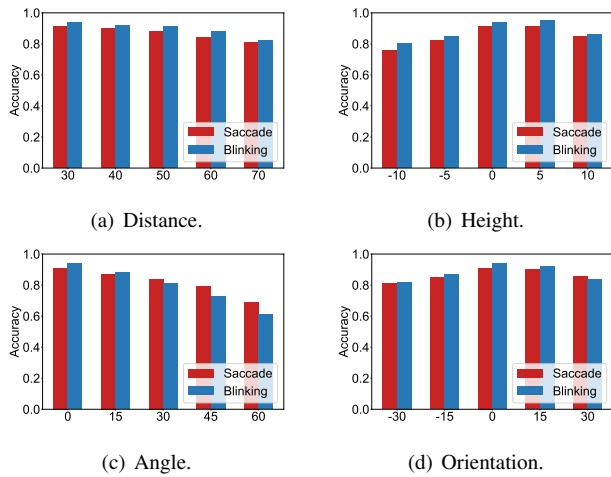 1.0
0.8
0.6
0.4
0.2
0.0
Accuracy
Saccade
Blinking
30 40 50 60 70
(a) Distance.
1.0
0.8
0.6
0.4
0.2
0.0
Accuracy
Saccade
Blinking
-10 -5 0 5 10
(b) Height.
1.0
0.8
0.6
0.4
0.2
0.0
Accuracy
Saccade
Blinking
0 15 30 45 60
(c) Angle.
1.0
0.8
0.6
0.4
0.2
0.0
Accuracy
Saccade
Blinking
-30 -15 0 15 30
(d) Orientation.